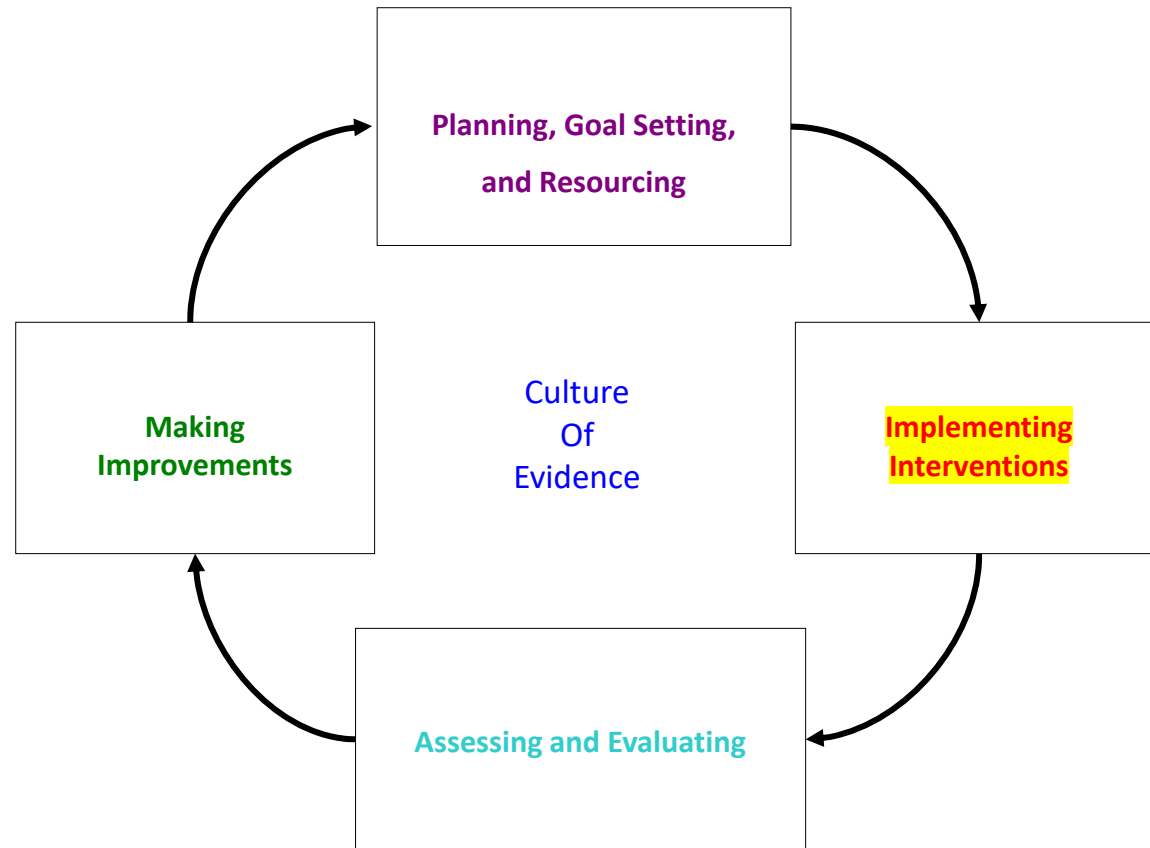 Planning, Goal Setting,
and Resourcing
Culture
Of
Evidence
Making
Improvements
Implementing
Interventions
Assessing and Evaluating